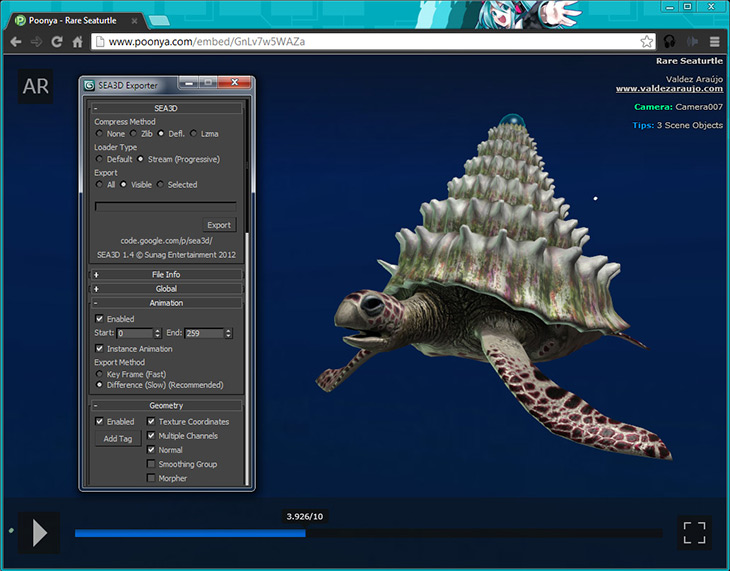 Poonya - Rare Seaturtle
www.poonya.com/embed/GnLv7w5WAZa
AR
Rare Seaturtle
Valdez Araújo
www.valdezaraujo.com
Camera: Camera007
Tips: 3 Scene Objects
SEA3D Exporter
SEA3D
Compress Method
None Zlib Defl. Lzma
Loader Type
Default Stream (Progressive)
Export
All Visible Selected
Export
code.google.com/p/sea3d/
SEA3D 1.4 © Sunag Entertainment 2012
+ File Info
+ Global
- Animation
Enabled
Start: 0 End: 259
Instance Animation
Export Method
Key Frame (Fast)
Difference (Slow) (Recommended)
- Geometry
Enabled Texture Coordinates
Add Tag Multiple Channels
Normal
Smoothing Group
Morpher
3.926/10